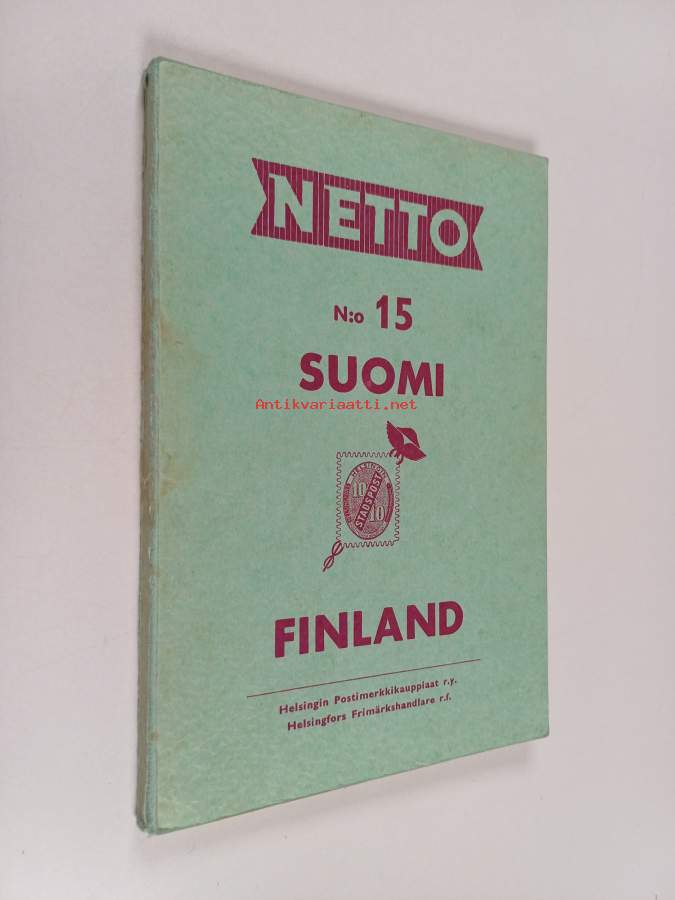 NETTO
N:o 15
SUOMI
Antikvariaatti.net
10
STADSPOST
10
FINLAND
Helsingin Postimerkkikauppiaat r.y.
Helsingfors Frimärkshandlare r.f.